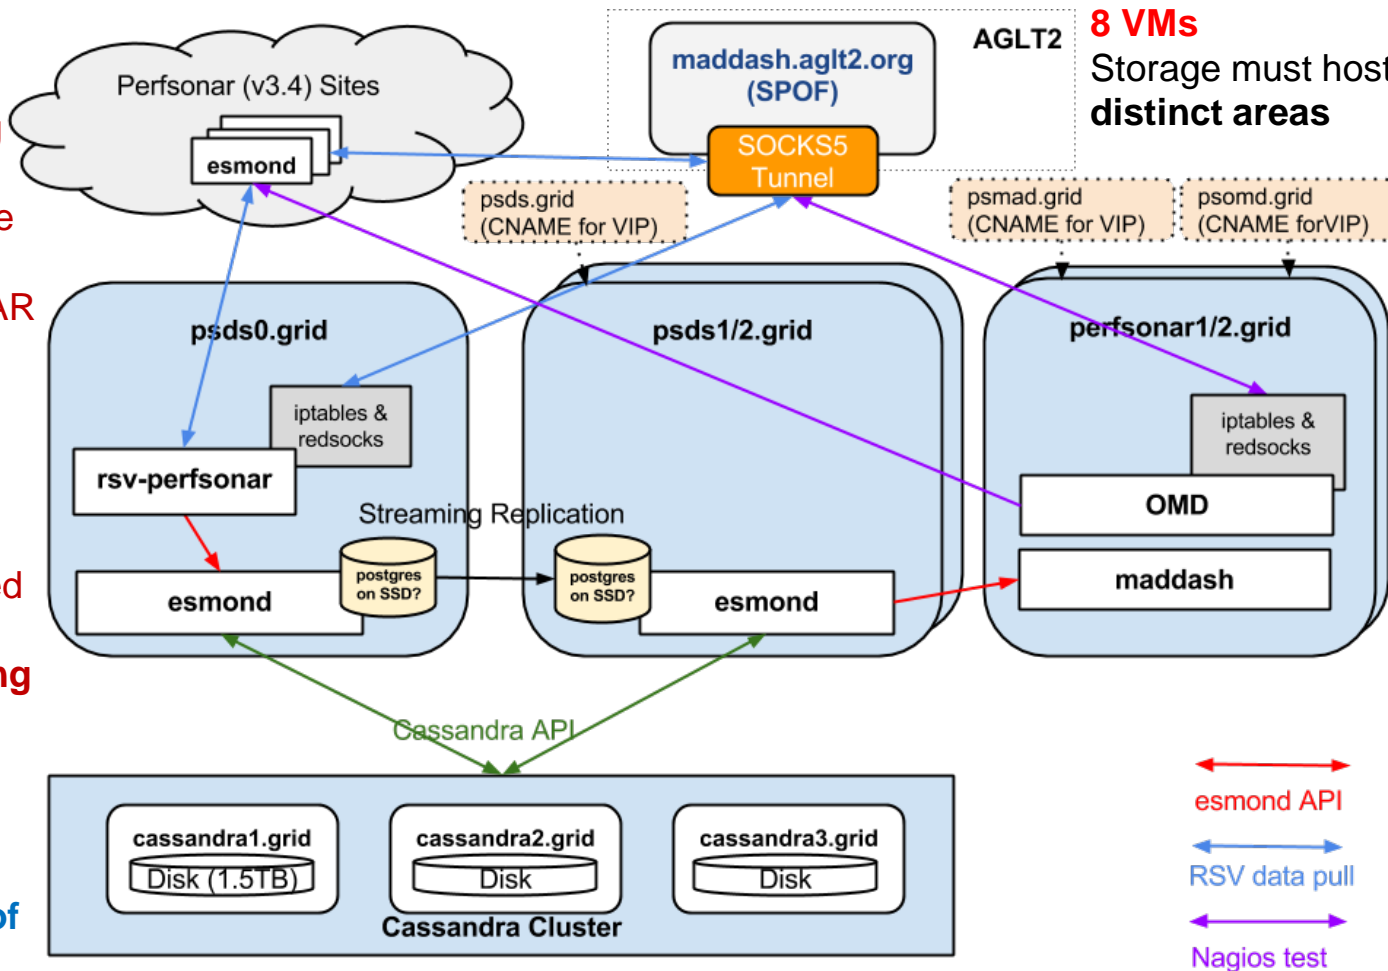 Perfsonar (v3.4) Sites
esmond
maddash.aglt2.org
(SPOF)
SOCKS5
Tunnel
AGLT2
8 VMs
Storage must host
distinct areas
e
AR
ed
ng
of
psds.grid
(CNAME for VIP)
psmad.grid
(CNAME for VIP)
psomd.grid
(CNAME forVIP)
psds0.grid
iptables &
redsocks
rsv-perfsonar
Streaming Replication
esmond
postgres
on SSD?
psds1/2.grid
postgres
on SSD?
esmond
perfsonar1/2.grid
iptables &
redsocks
OMD
maddash
Cassandra API
cassandra1.grid
Disk (1.5TB)
cassandra2.grid
Disk
cassandra3.grid
Disk
Cassandra Cluster
esmond API
RSV data pull
Nagios test